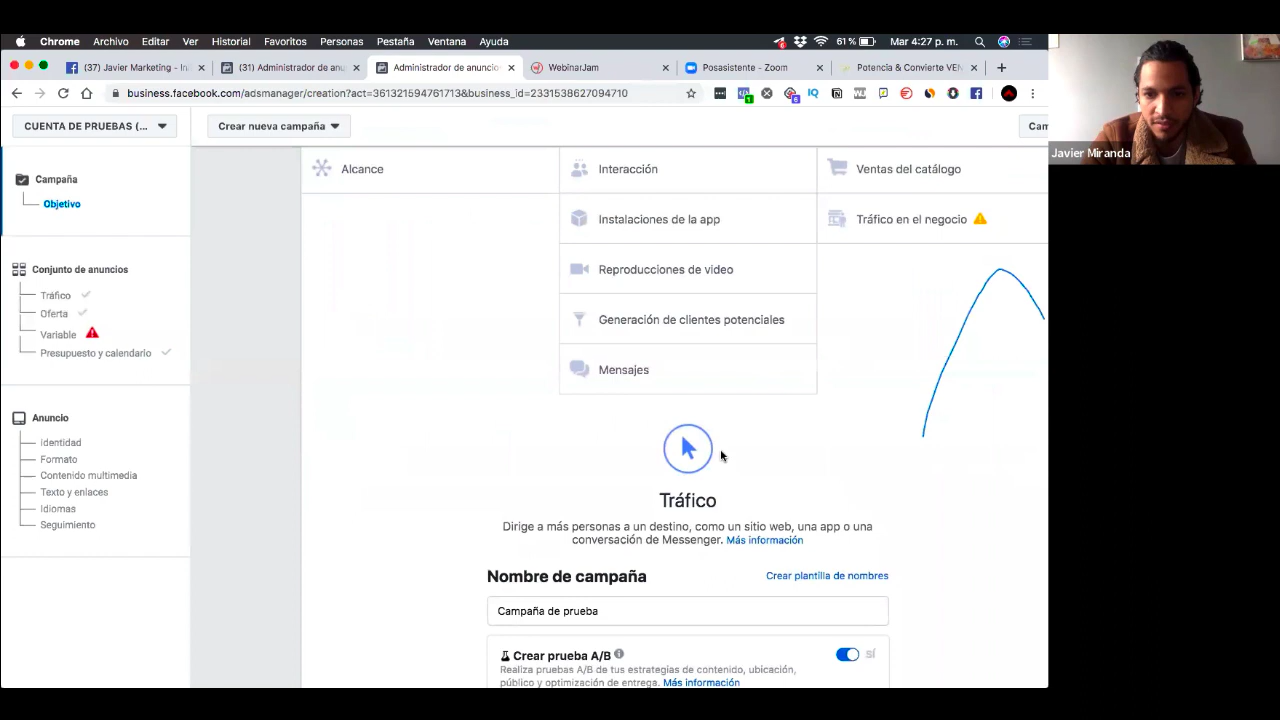 Chrome Archivo Editar Ver Historial Favoritos Personas Pestaña Ventana Ayuda 61 % Mar 4:27 p. m.
(37) Javier Marketing - In (31) Administrador de anun Administrador de anuncio WebinarJam Posasistente - Zoom Potencia & Convierte VEN
business.facebook.com/adsmanager/creation?act=361321594761713&business_id=2331538627094710
CUENTA DE PRUEBAS (... Crear nueva campaña Cam
Javier Miranda
Campaña
Objetivo
Conjunto de anuncios
Tráfico
Oferta
Variable
Presupuesto y calendario
Anuncio
Identidad
Formato
Contenido multimedia
Texto y enlaces
Idiomas
Seguimiento
Alcance Interacción Ventas del catálogo
Instalaciones de la app Tráfico en el negocio
Reproducciones de video
Generación de clientes potenciales
Mensajes
Tráfico
Dirige a más personas a un destino, como un sitio web, una app o una
conversación de Messenger. Más información
Nombre de campaña Crear plantilla de nombres
Campaña de prueba
Crear prueba A/B SÍ
Realiza pruebas A/B de tus estrategias de contenido, ubicación,
público y optimización de entrega. Más información